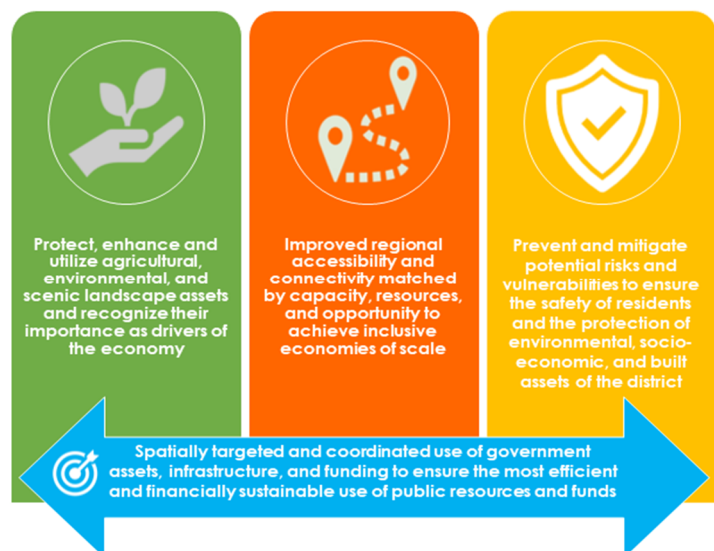 Protect, enhance and
utilize agricultural,
environmental, and
scenic landscape assets
and recognize their
importance as drivers of
the economy
Improved regional
accessibility and
connectivity matched
by capacity, resources,
and opportunity to
achieve inclusive
economies of scale
Prevent and mitigate
potential risks and
vulnerabilities to ensure
the safety of residents
and the protection of
environmental, socio-
economic, and built
assets of the district
Spatially targeted and coordinated use of government
assets, infrastructure, and funding to ensure the most efficient
and financially sustainable use of public resources and funds